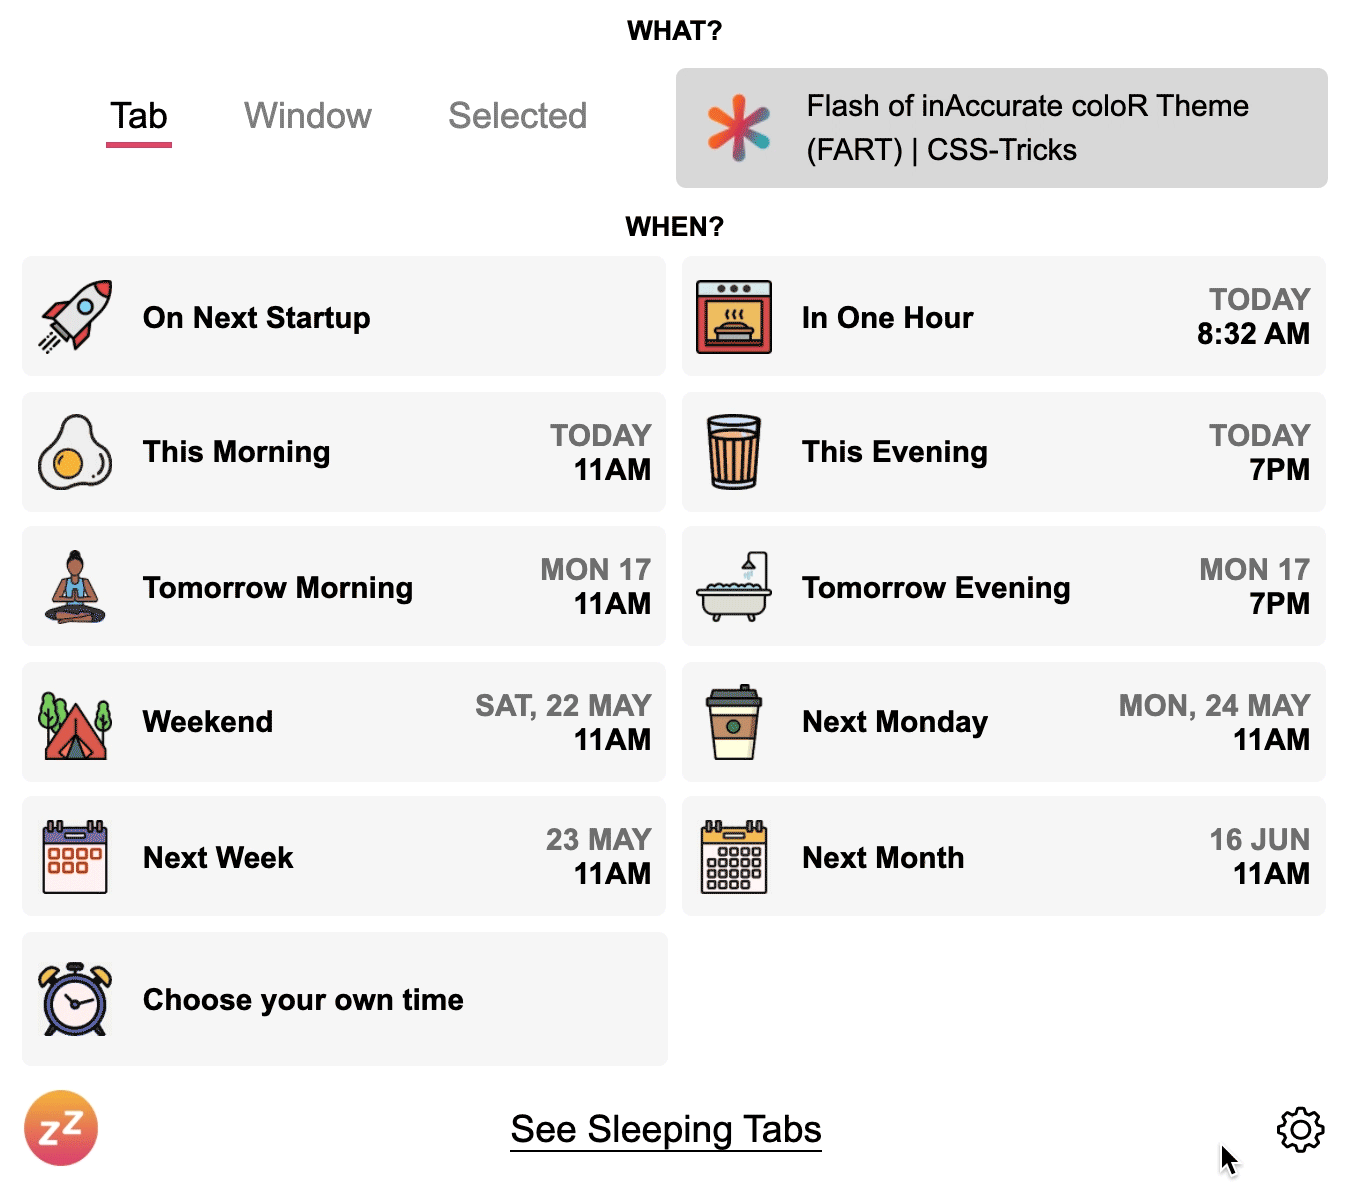 WHAT?
Tab
Window
Selected
Flash of inAccurate coloR Theme
(FART) | CSS-Tricks
WHEN?
On Next Startup
In One Hour
TODAY
8:32 AM
This Morning
TODAY
11AM
This Evening
TODAY
7PM
Tomorrow Morning
MON 17
11AM
Tomorrow Evening
MON 17
7PM
Weekend
SAT, 22 MAY
11AM
Next Monday
MON, 24 MAY
11AM
Next Week
23 MAY
11AM
Next Month
16 JUN
11AM
Choose your own time
zZ
See Sleeping Tabs